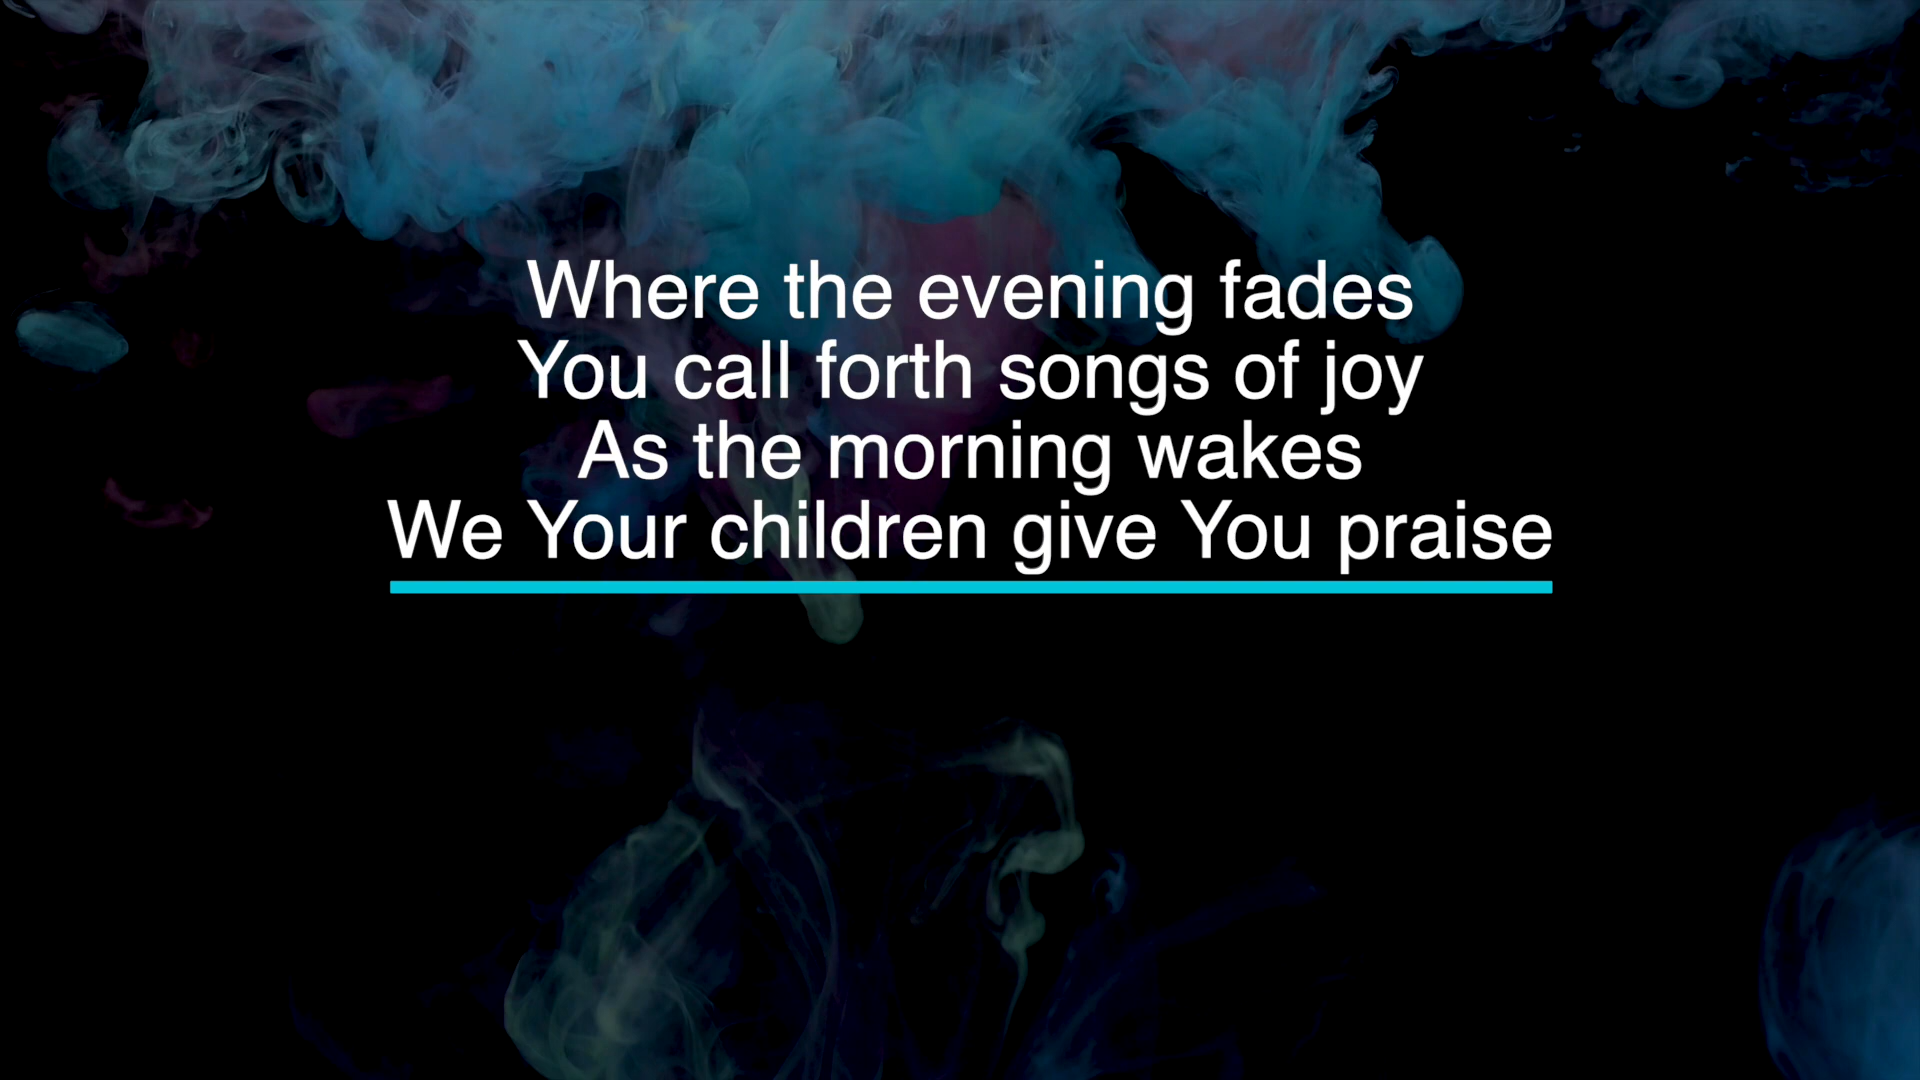 Where the evening fades
You call forth songs of joy
As the morning wakes
We Your children give You praise